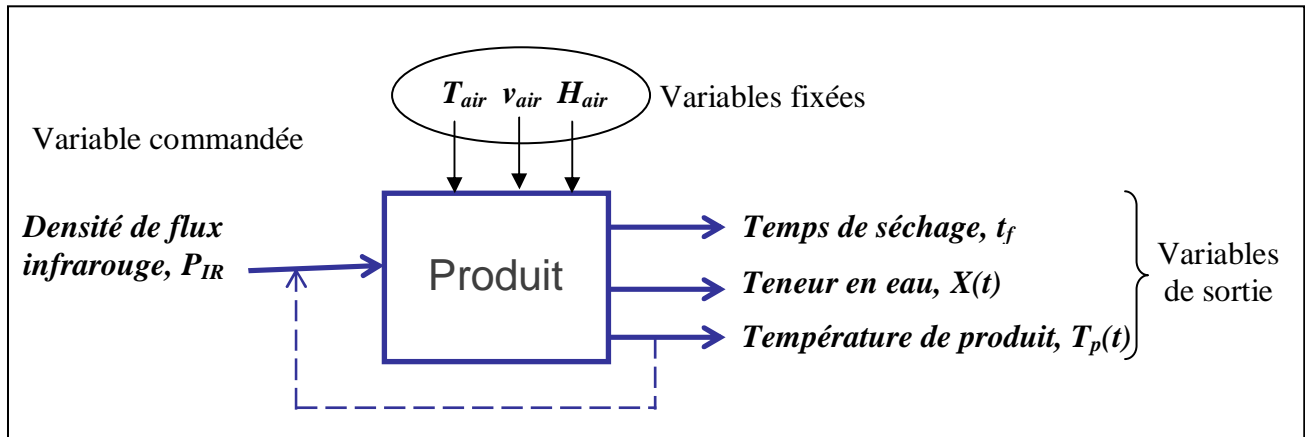 T_air v_air H_air
Variables fixées
Variable commandée
Densité de flux
infrarouge, P_IR
Produit
Temps de séchage, t_f
Teneur en eau, X(t)
Température de produit, T_p(t)
Variables
de sortie